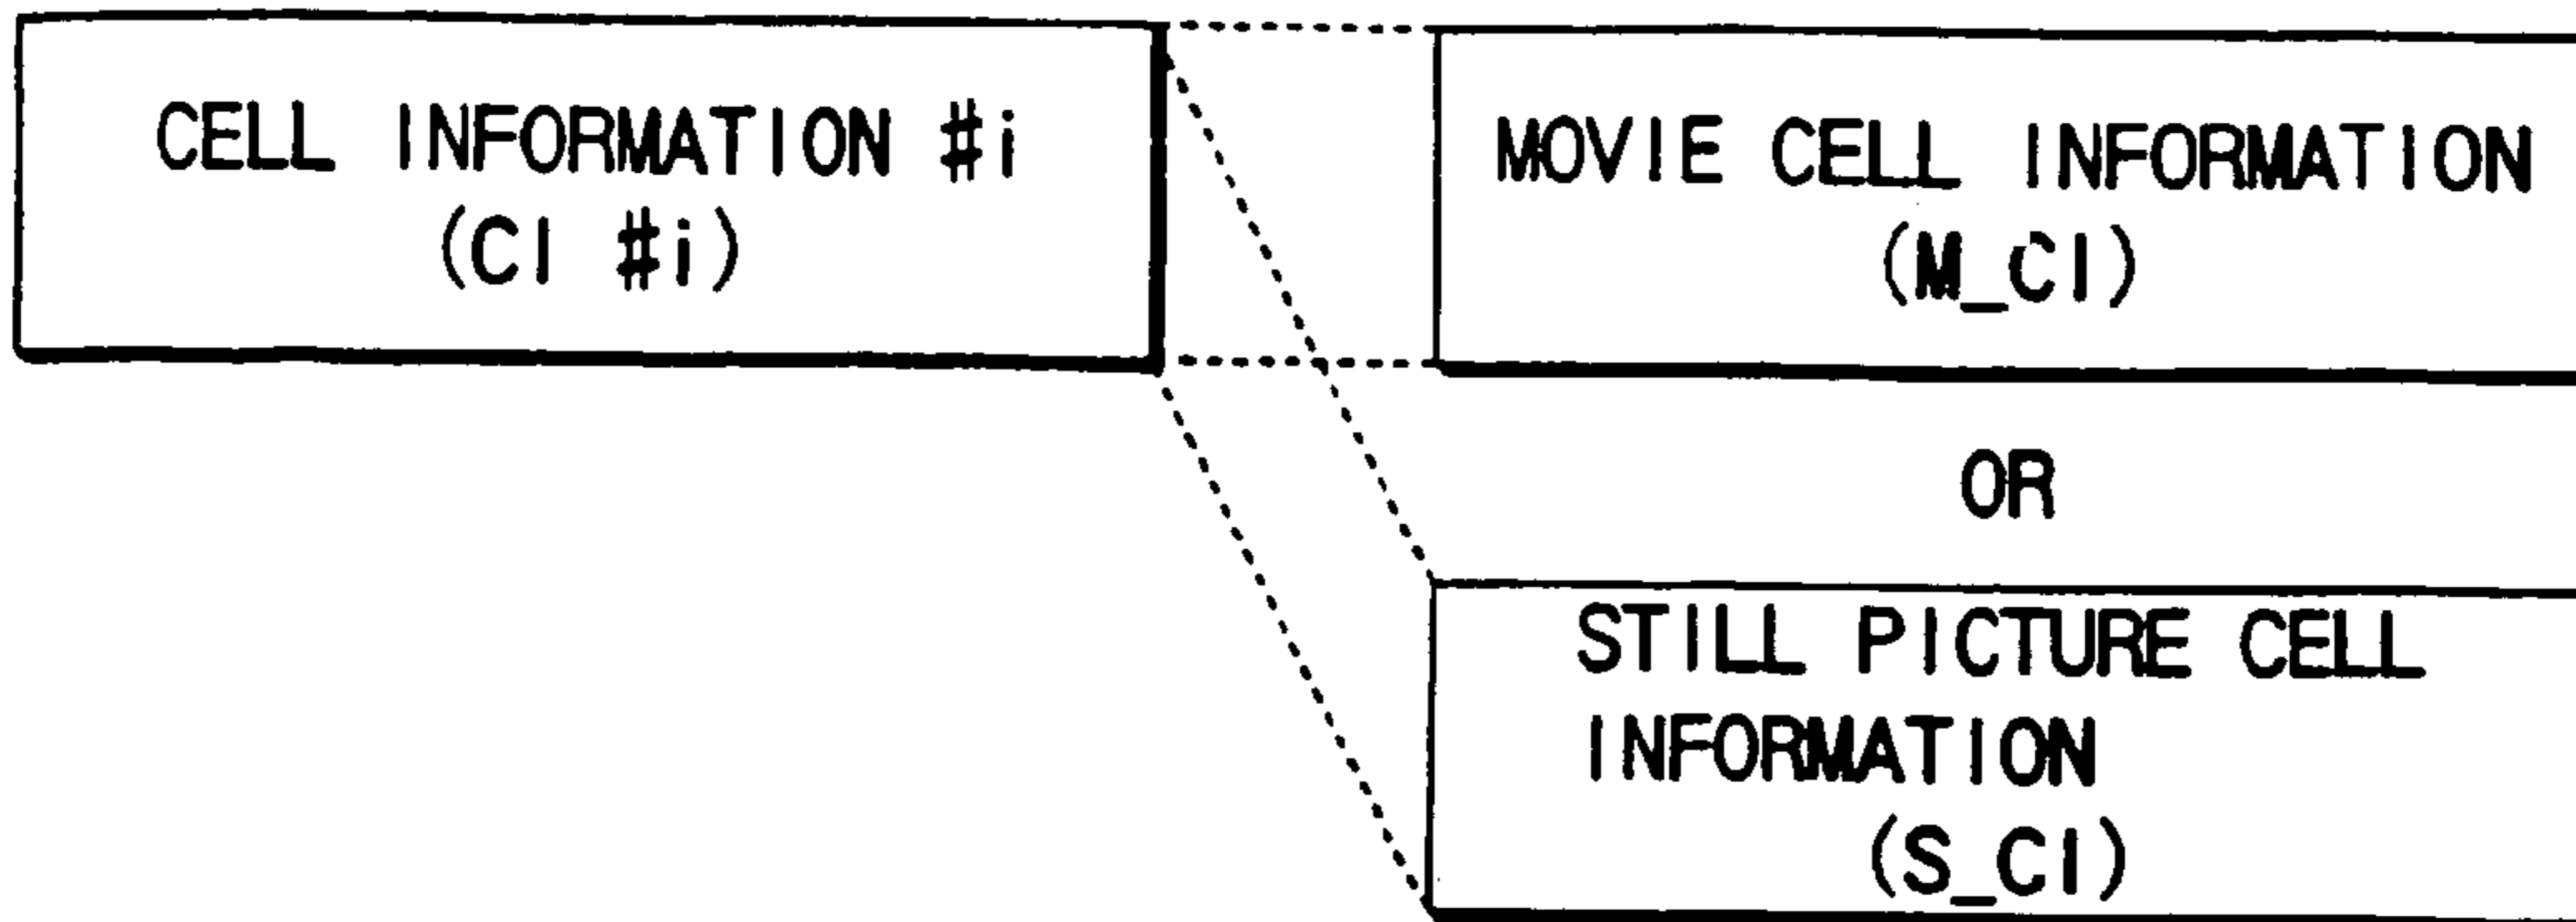 CELL INFORMATION #i
(CI #i)
MOVIE CELL INFORMATION
(M_CI)
OR
STILL PICTURE CELL
INFORMATION
(S_CI)